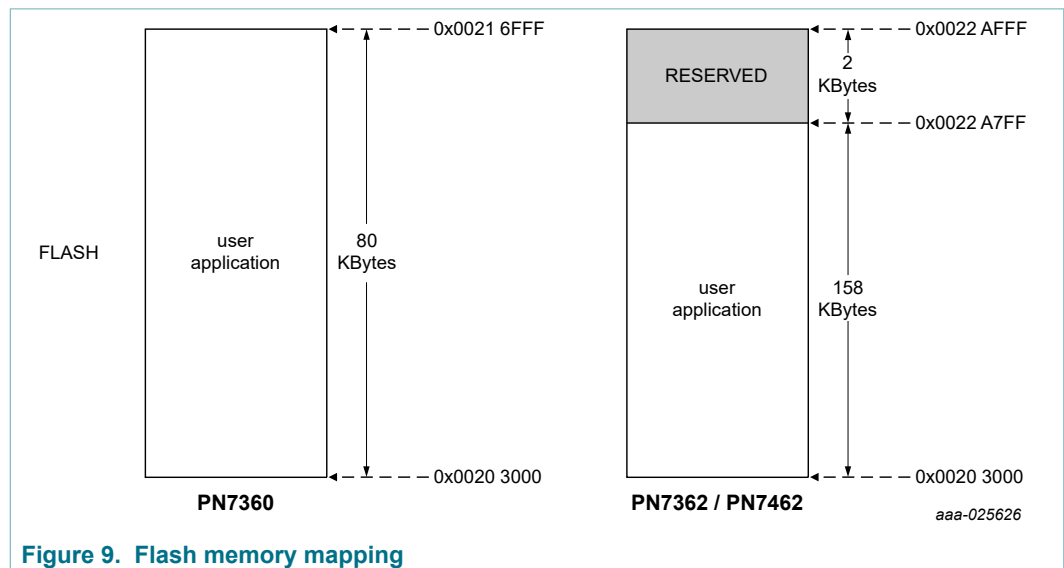 FLASH
user
application
80
KBytes
0x0021 6FFF
0x0020 3000
PN7360
RESERVED
user
application
2
KBytes
158
KBytes
0x0022 AFFF
0x0022 A7FF
0x0020 3000
PN7362 / PN7462
aaa-025626
Figure 9. Flash memory mapping